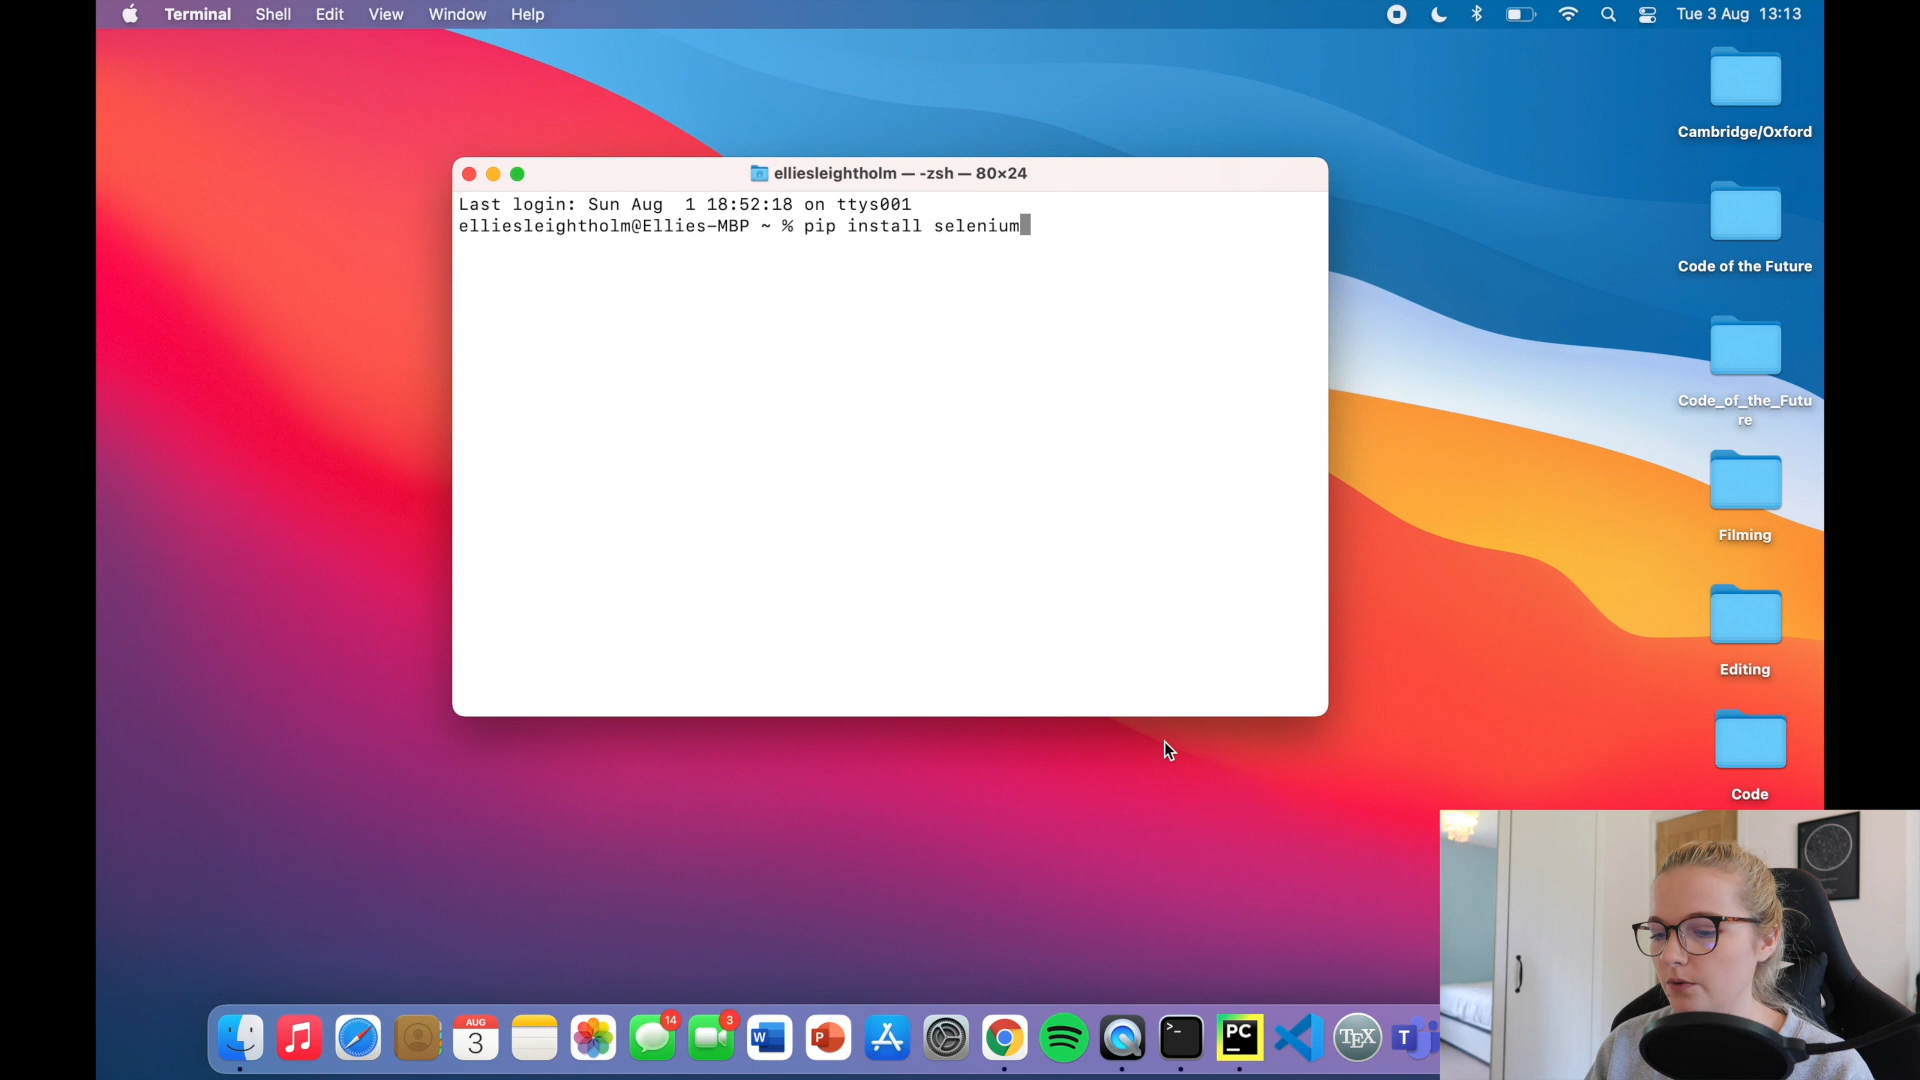 Terminal Shell Edit View Window Help
Tue 3 Aug 13:13
Cambridge/Oxford
Code of the Future
Code_of_the_Futu
re
Filming
Editing
Code
elliesleightholm — -zsh — 80×24
Last login: Sun Aug  1 18:52:18 on ttys001
elliesleightholm@Ellies-MBP ~ % pip install selenium
AUG
3
14
3
W
P
>_
PC
TEX
T